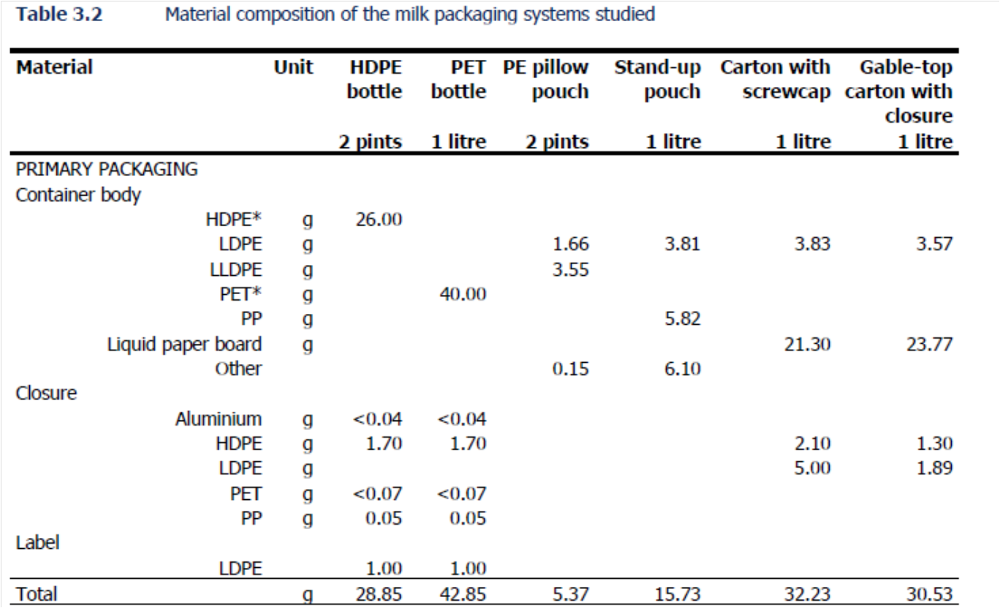 Table 3.2 Material composition of the milk packaging systems studied
Material Unit HDPE PET PE pillow Stand-up Carton with Gable-top
bottle bottle pouch pouch screwcap carton with
closure
2 pints 1 litre 2 pints 1 litre 1 litre 1 litre
PRIMARY PACKAGING
Container body
HDPE* g 26.00
LDPE g 1.66 3.81 3.83 3.57
LLDPE g 3.55
PET* g 40.00
PP g 5.82
Liquid paper board g 21.30 23.77
Other 0.15 6.10
Closure
Aluminium g <0.04 <0.04
HDPE g 1.70 1.70 2.10 1.30
LDPE g 5.00 1.89
PET g <0.07 <0.07
PP g 0.05 0.05
Label
LDPE 1.00 1.00
Total g 28.85 42.85 5.37 15.73 32.23 30.53